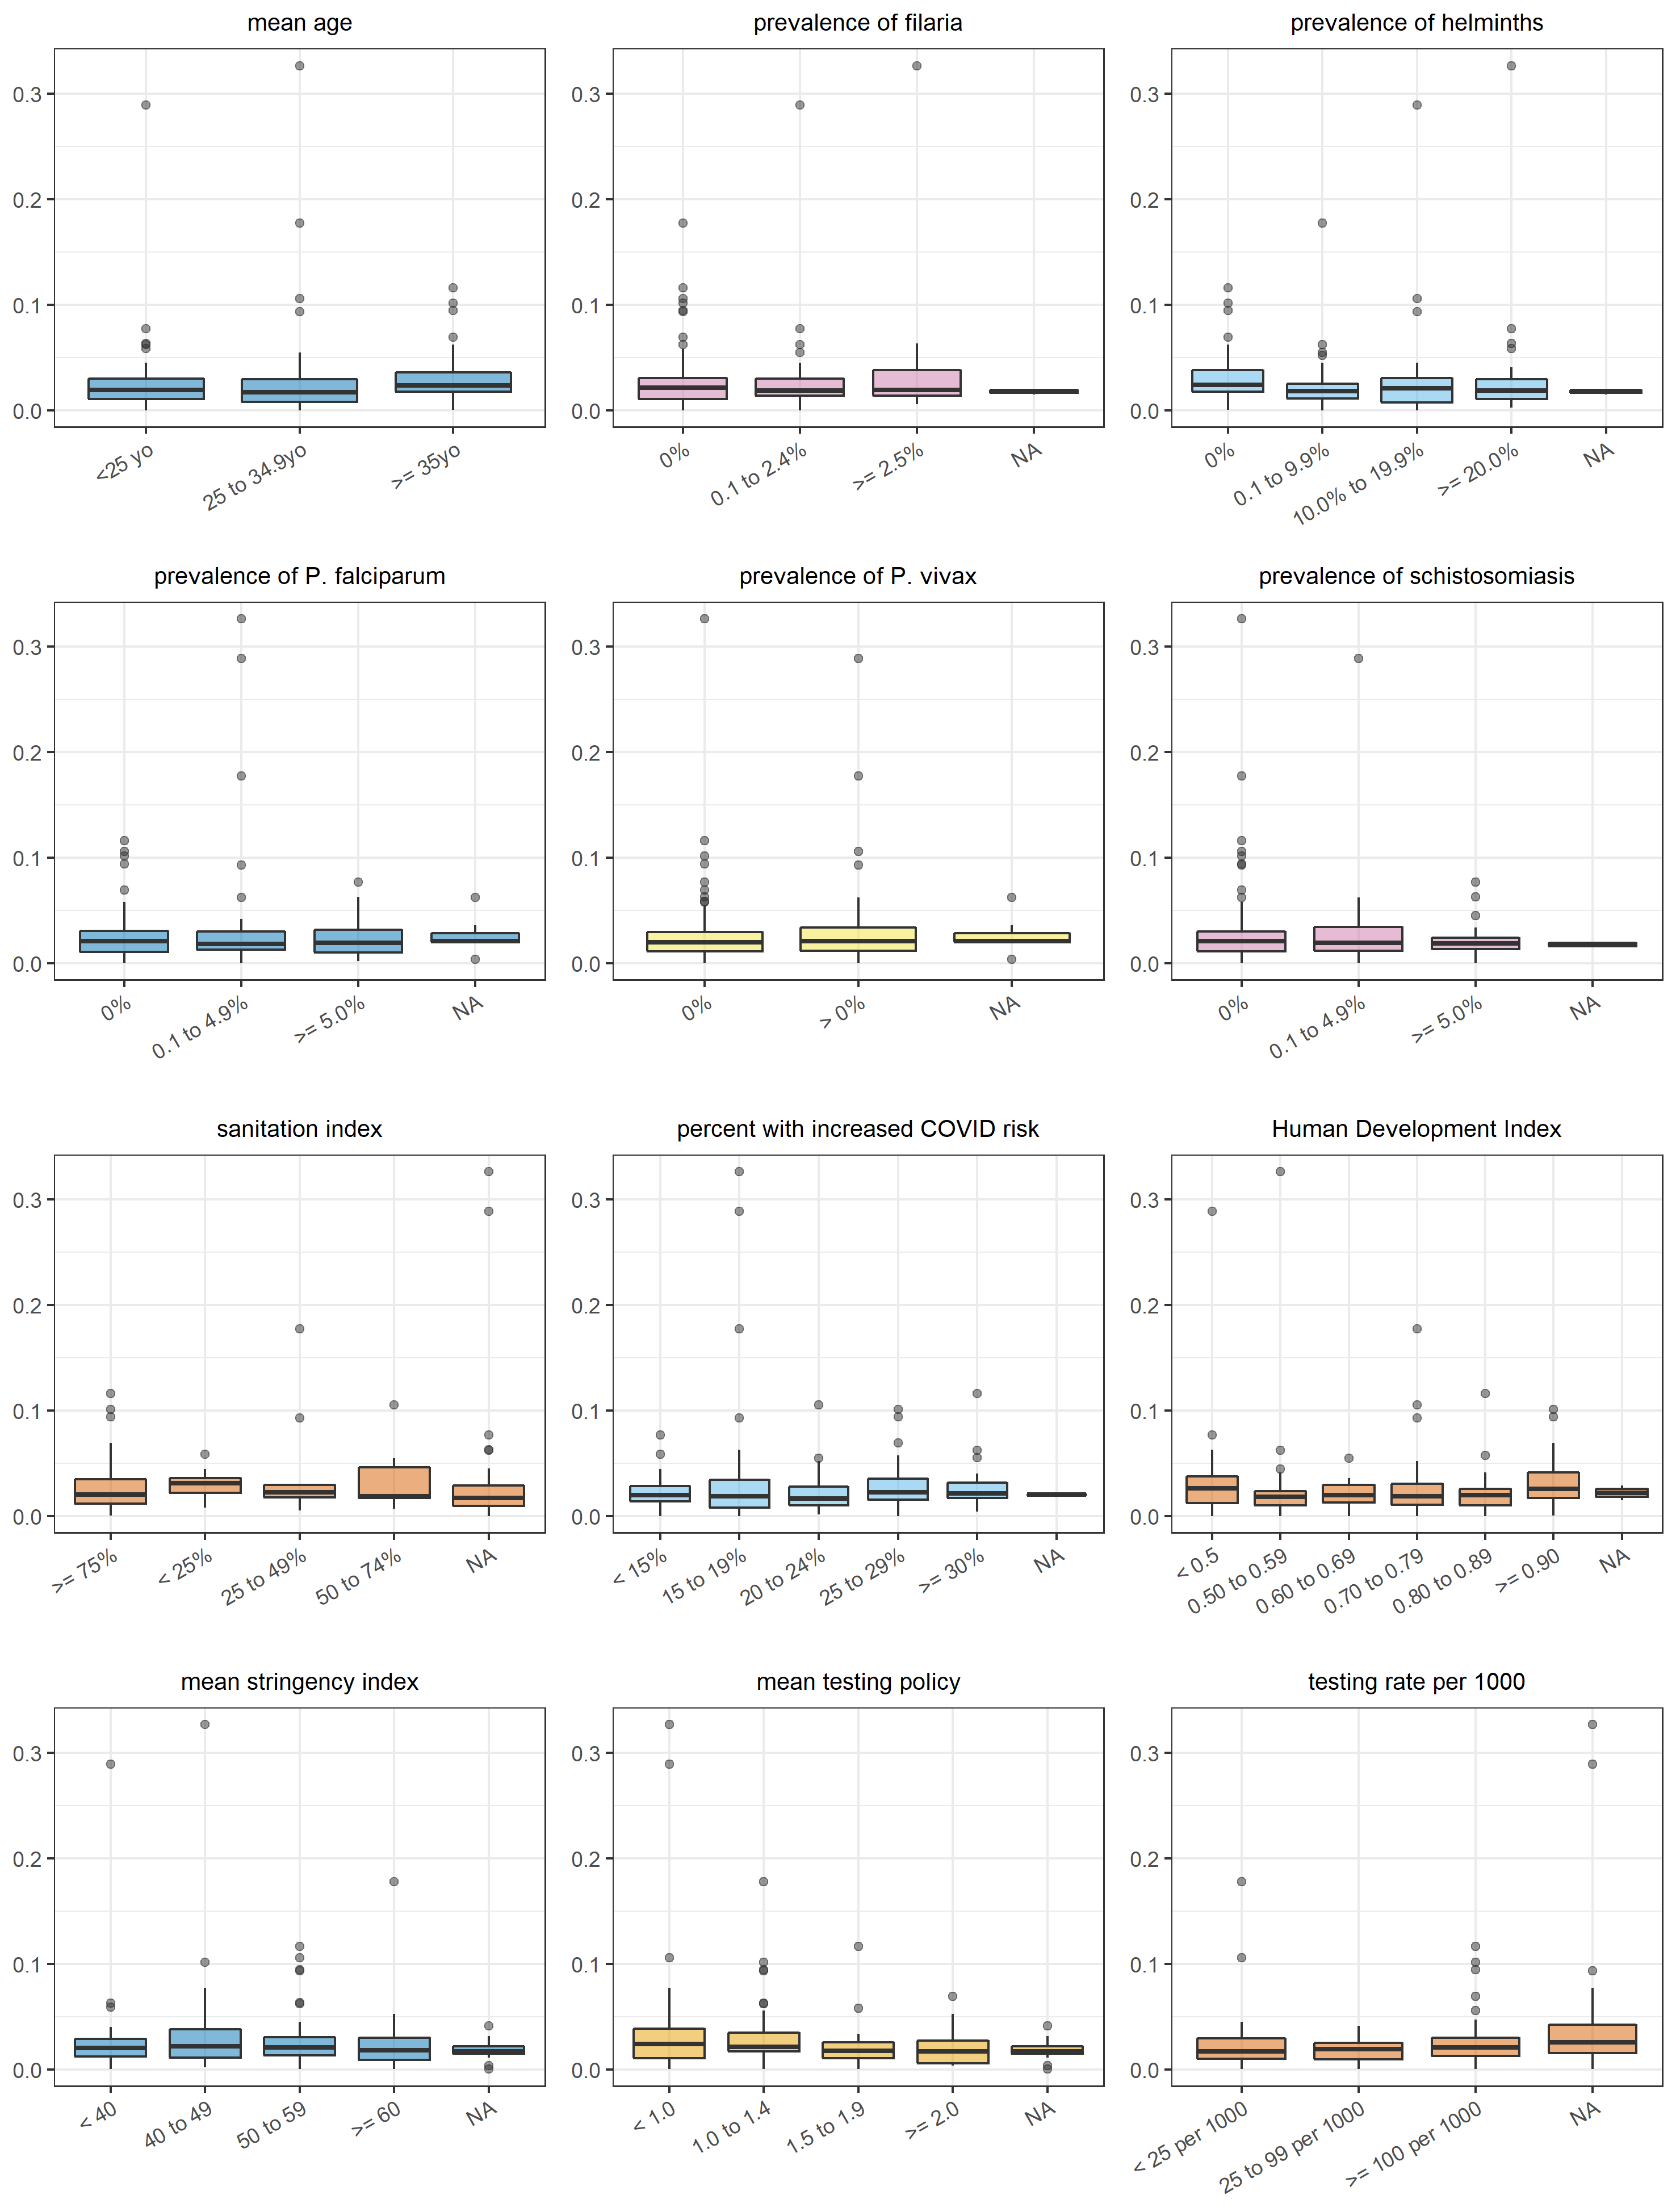 mean age prevalence of filaria prevalence of helminths
0.3 0.3 0.3
0.2 0.2 0.2
0.1 0.1 0.1
0.0 0.0 0.0
<25 yo 25 to 34.9yo >= 35yo 0% 0.1 to 2.4% >= 2.5% NA 0% 0.1 to 9.9% 10.0% to 19.9% >= 20.0% NA
prevalence of P. falciparum prevalence of P. vivax prevalence of schistosomiasis
0.3 0.3 0.3
0.2 0.2 0.2
0.1 0.1 0.1
0.0 0.0 0.0
0% 0.1 to 4.9% >= 5.0% NA 0% > 0% NA 0% 0.1 to 4.9% >= 5.0% NA
sanitation index percent with increased COVID risk Human Development Index
0.3 0.3 0.3
0.2 0.2 0.2
0.1 0.1 0.1
0.0 0.0 0.0
>= 75% < 25% 25 to 49% 50 to 74% NA < 15% 15 to 19% 20 to 24% 25 to 29% >= 30% NA < 0.5 0.50 to 0.59 0.60 to 0.69 0.70 to 0.79 0.80 to 0.89 >= 0.90 NA
mean stringency index mean testing policy testing rate per 1000
0.3 0.3 0.3
0.2 0.2 0.2
0.1 0.1 0.1
0.0 0.0 0.0
< 40 40 to 49 50 to 59 >= 60 NA < 1.0 1.0 to 1.4 1.5 to 1.9 >= 2.0 NA < 25 per 1000 25 to 99 per 1000 >= 100 per 1000 NA